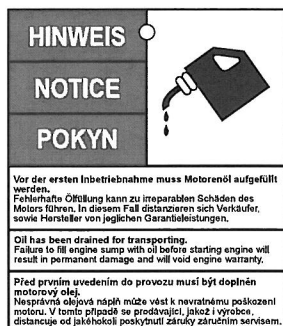 HINWEIS
NOTICE
POKYN
Vor der ersten Inbetriebnahme muss Motorenöl aufgefüllt
werden.
Fehlerhafte Ölfüllung kann zu irreparablen Schäden des
Motors führen. In diesem Fall distanzieren sich Verkäufer,
sowie Hersteller von jeglichen Garantieleistungen.
Oil has been drained for transporting.
Failure to fill engine sump with oil before starting engine will
result in permanent damage and will void engine warranty.
Před prvním uvedením do provozu musí být doplněn
motorový olej.
Nesprávná olejová náplň může vést k nevratnému poškození
motoru. V tomto případě se prodávající, jakož i výrobce,
distancuje od jakéhokoli poskytnutí záruky záručním servisem.